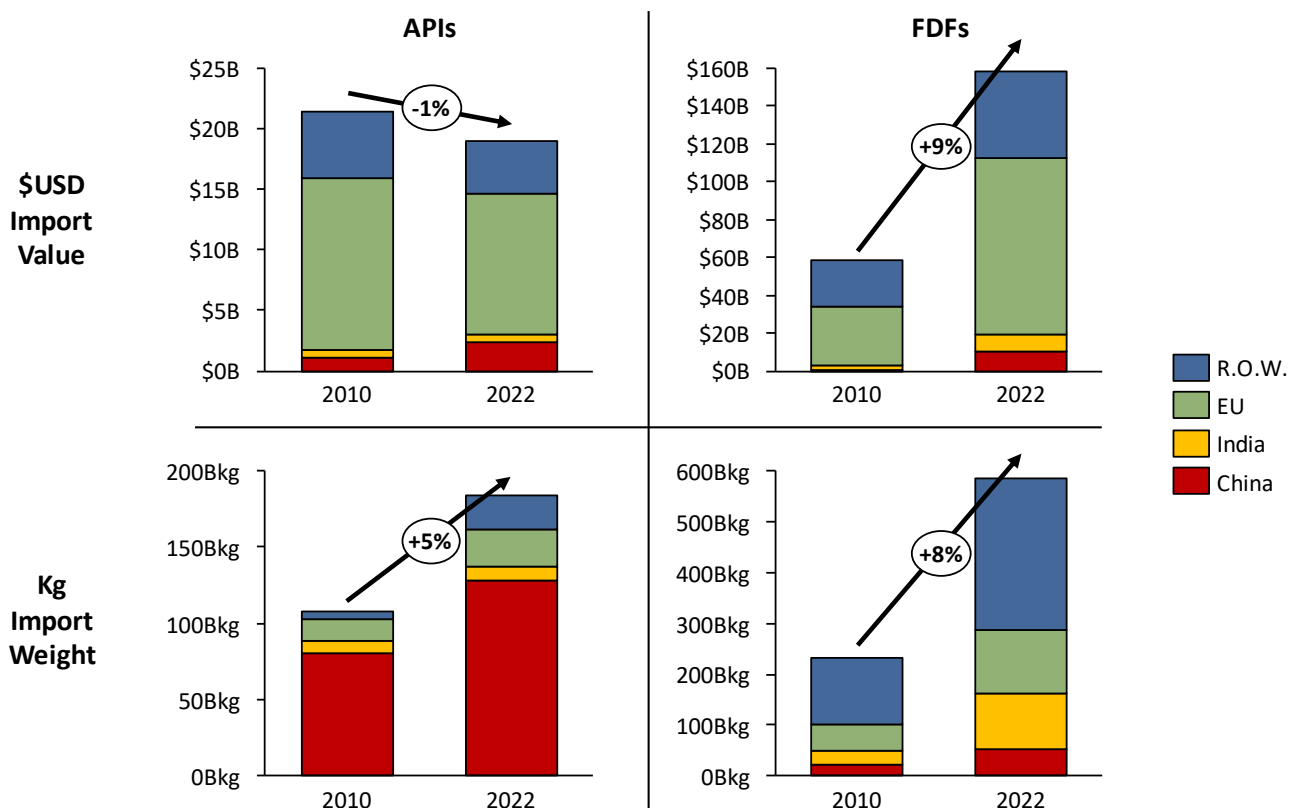 APIs
FDFs
$USD
Import
Value
$25B
$20B
$15B
$10B
$5B
$0B
-1%
2010
2022
$160B
$140B
$120B
$100B
$80B
$60B
$40B
$20B
$0B
+9%
2010
2022
R.O.W.
EU
India
China
Kg
Import
Weight
200Bkg
150Bkg
100Bkg
50Bkg
0Bkg
+5%
2010
2022
600Bkg
500Bkg
400Bkg
300Bkg
200Bkg
100Bkg
0Bkg
+8%
2010
2022